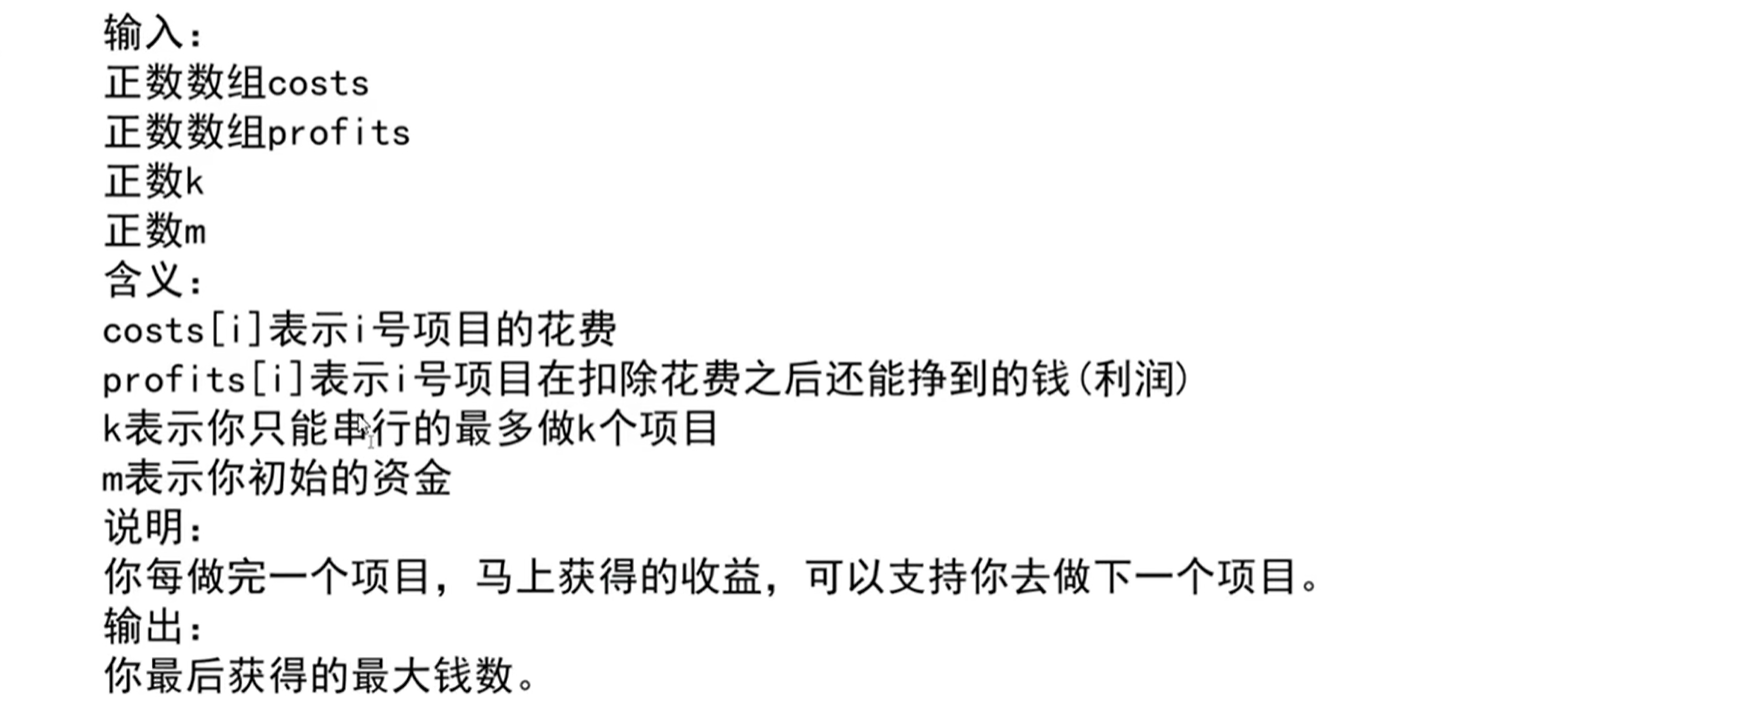 输入：
正数数组costs
正数数组profits
正数k
正数m
含义：
costs[i]表示i号项目的花费
profits[i]表示i号项目在扣除花费之后还能挣到的钱(利润)
k表示你只能串行的最多做k个项目
m表示你初始的资金
说明：
你每做完一个项目，马上获得的收益，可以支持你去做下一个项目。
输出：
你最后获得的最大钱数。